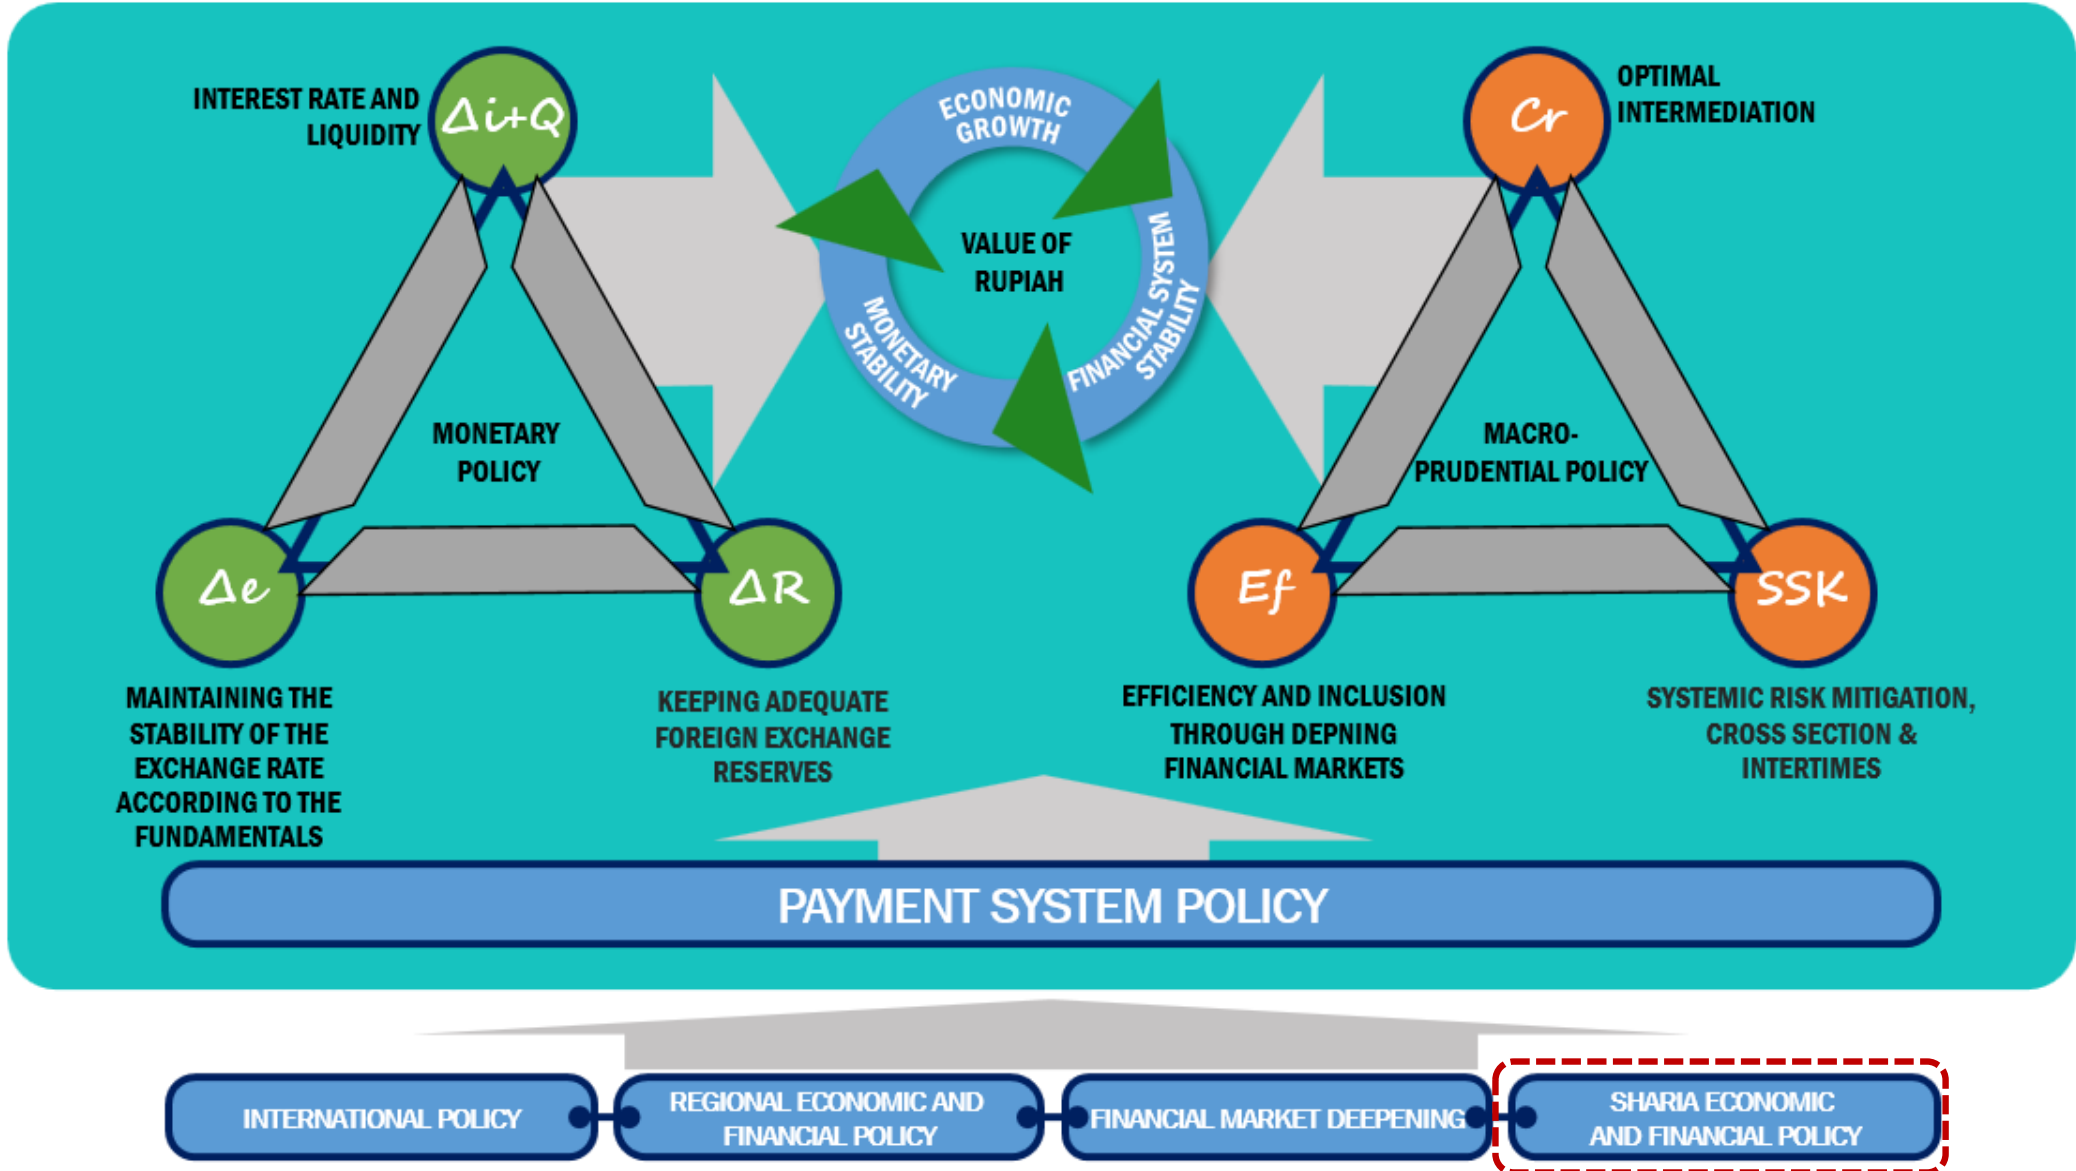 INTEREST RATE AND
LIQUIDITY
Δi+Q
ECONOMIC
GROWTH
Cr
OPTIMAL
INTERMEDIATION
VALUE OF
RUPIAH
MONETARY
STABILITY
FINANCIAL SYSTEM
STABILITY
MONETARY
POLICY
MACRO-
PRUDENTIAL POLICY
Δe
ΔR
Ef
SSK
MAINTAINING THE
STABILITY OF THE
EXCHANGE RATE
ACCORDING TO THE
FUNDAMENTALS
KEEPING ADEQUATE
FOREIGN EXCHANGE
RESERVES
EFFICIENCY AND INCLUSION
THROUGH DEPNING
FINANCIAL MARKETS
SYSTEMIC RISK MITIGATION,
CROSS SECTION &
INTERTIMES
PAYMENT SYSTEM POLICY
INTERNATIONAL POLICY
REGIONAL ECONOMIC AND
FINANCIAL POLICY
FINANCIAL MARKET DEEPENING
SHARIA ECONOMIC
AND FINANCIAL POLICY